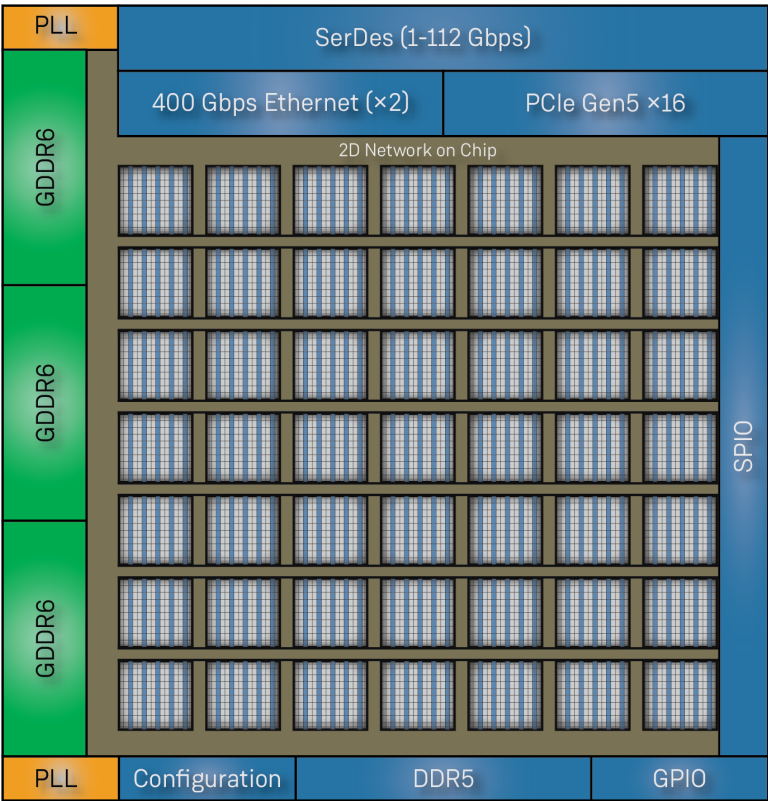 PLL
SerDes (1-112 Gbps)
400 Gbps Ethernet (×2)
PCIe Gen5 ×16
GDDR6
2D Network on Chip
GDDR6
SPIO
GDDR6
PLL
Configuration
DDR5
GPIO